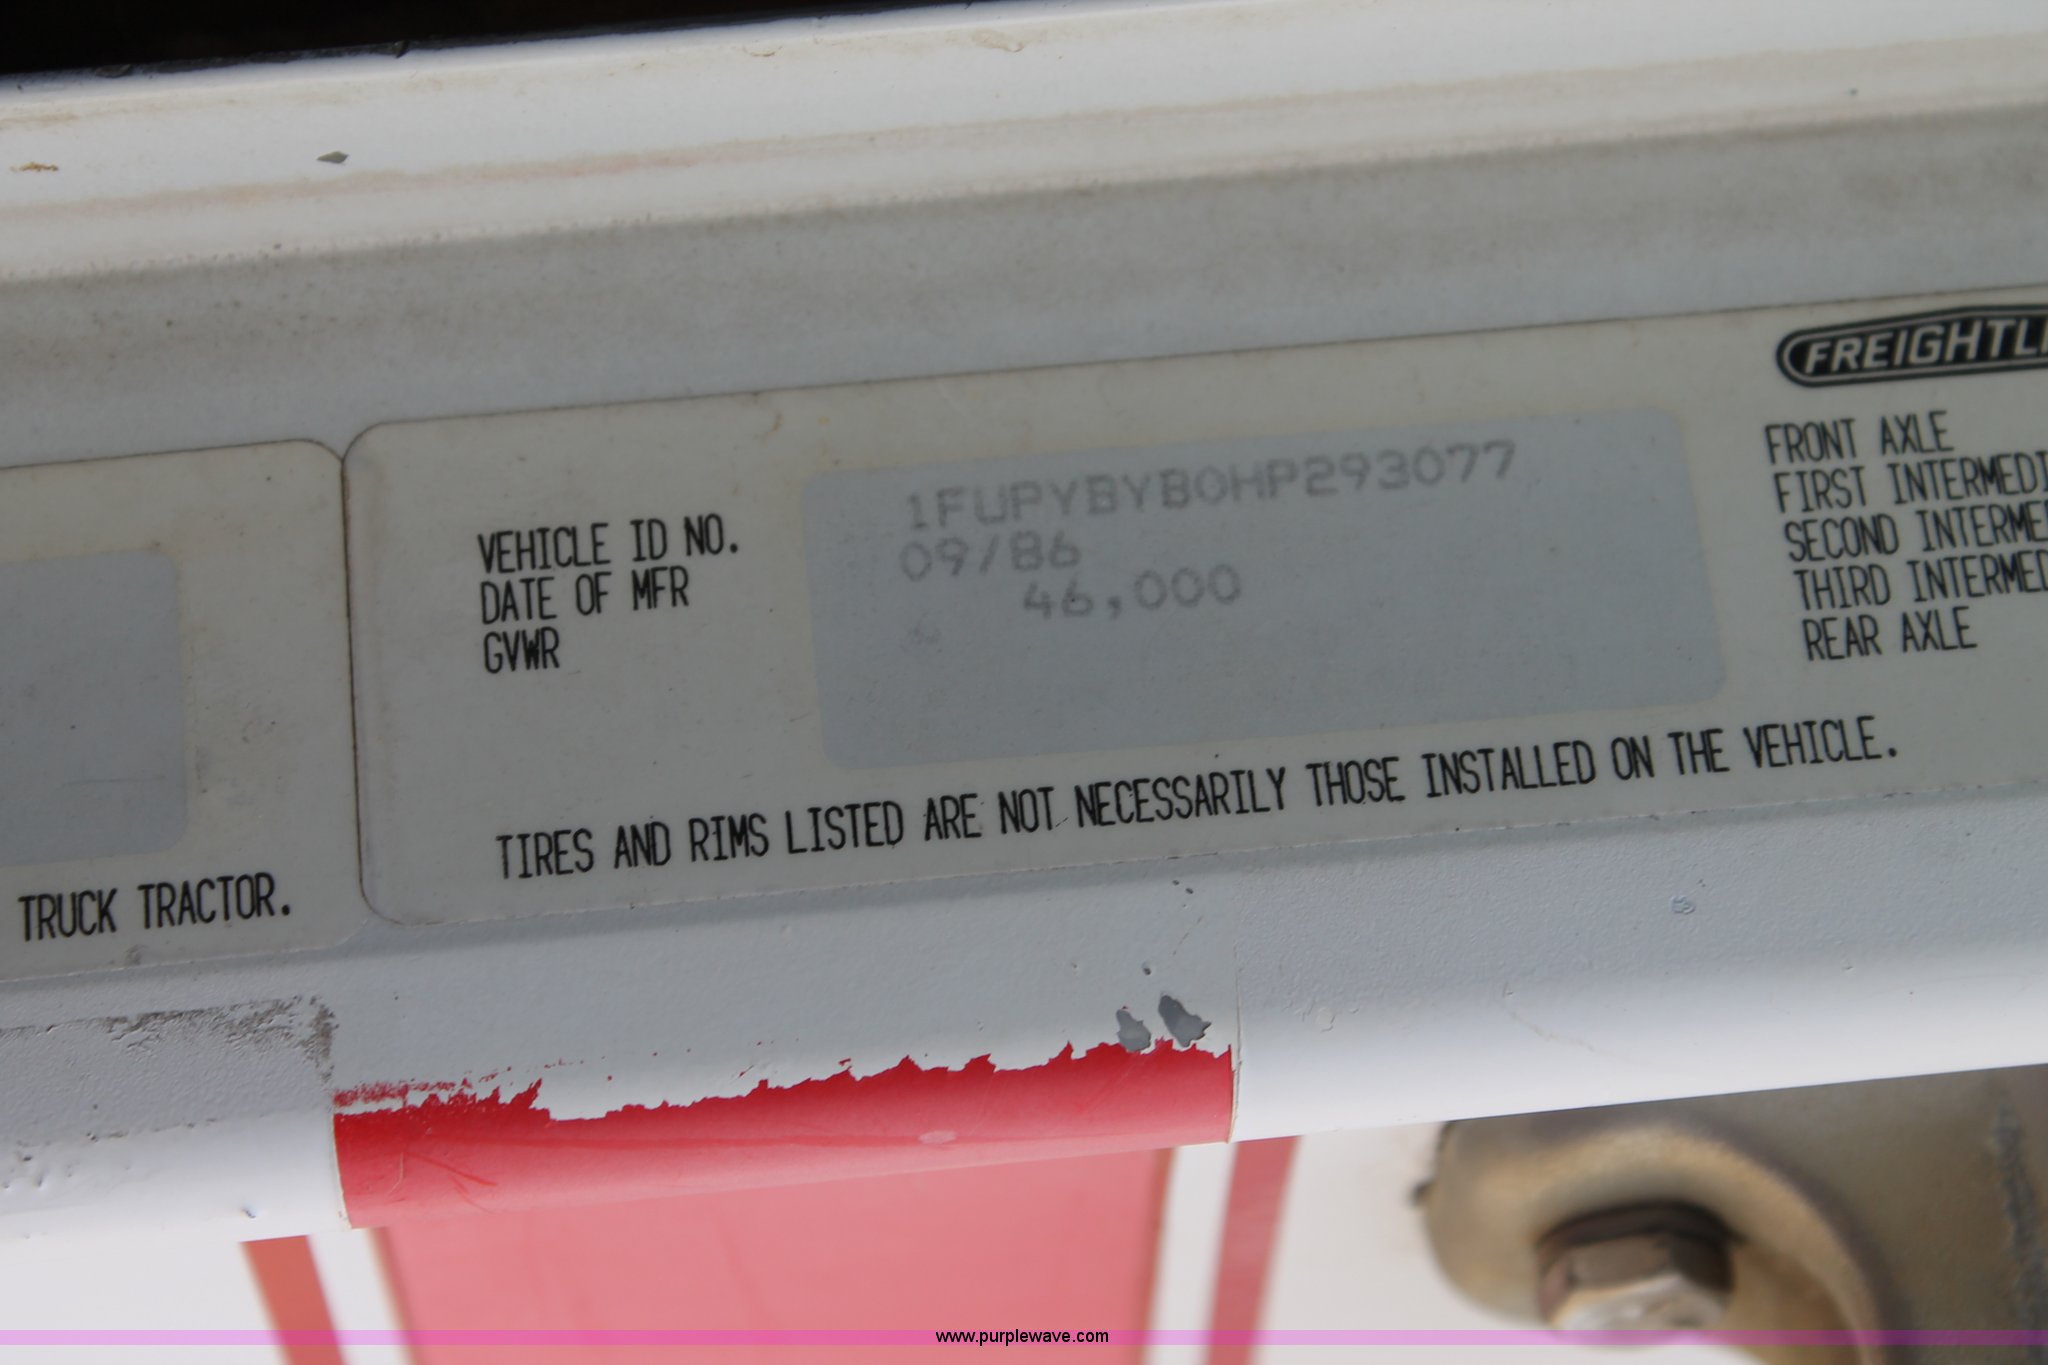 FREIGHTLI
1FUPYBYB0HP293077
VEHICLE ID NO.
DATE OF MFR 09/86
GVWR 46,000
FRONT AXLE
FIRST INTERMEDI
SECOND INTERME
THIRD INTERMED
REAR AXLE
TIRES AND RIMS LISTED ARE NOT NECESSARILY THOSE INSTALLED ON THE VEHICLE.
TRUCK TRACTOR.
www.purplewave.com